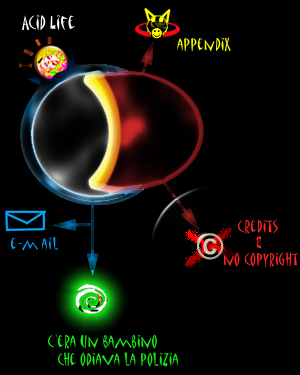 ACID LIFE
APPENDIX
E-MAIL
CREDITS
&
NO COPYRIGHT
C
C'ERA UN BAMBINO
CHE ODIAVA LA POLIZIA